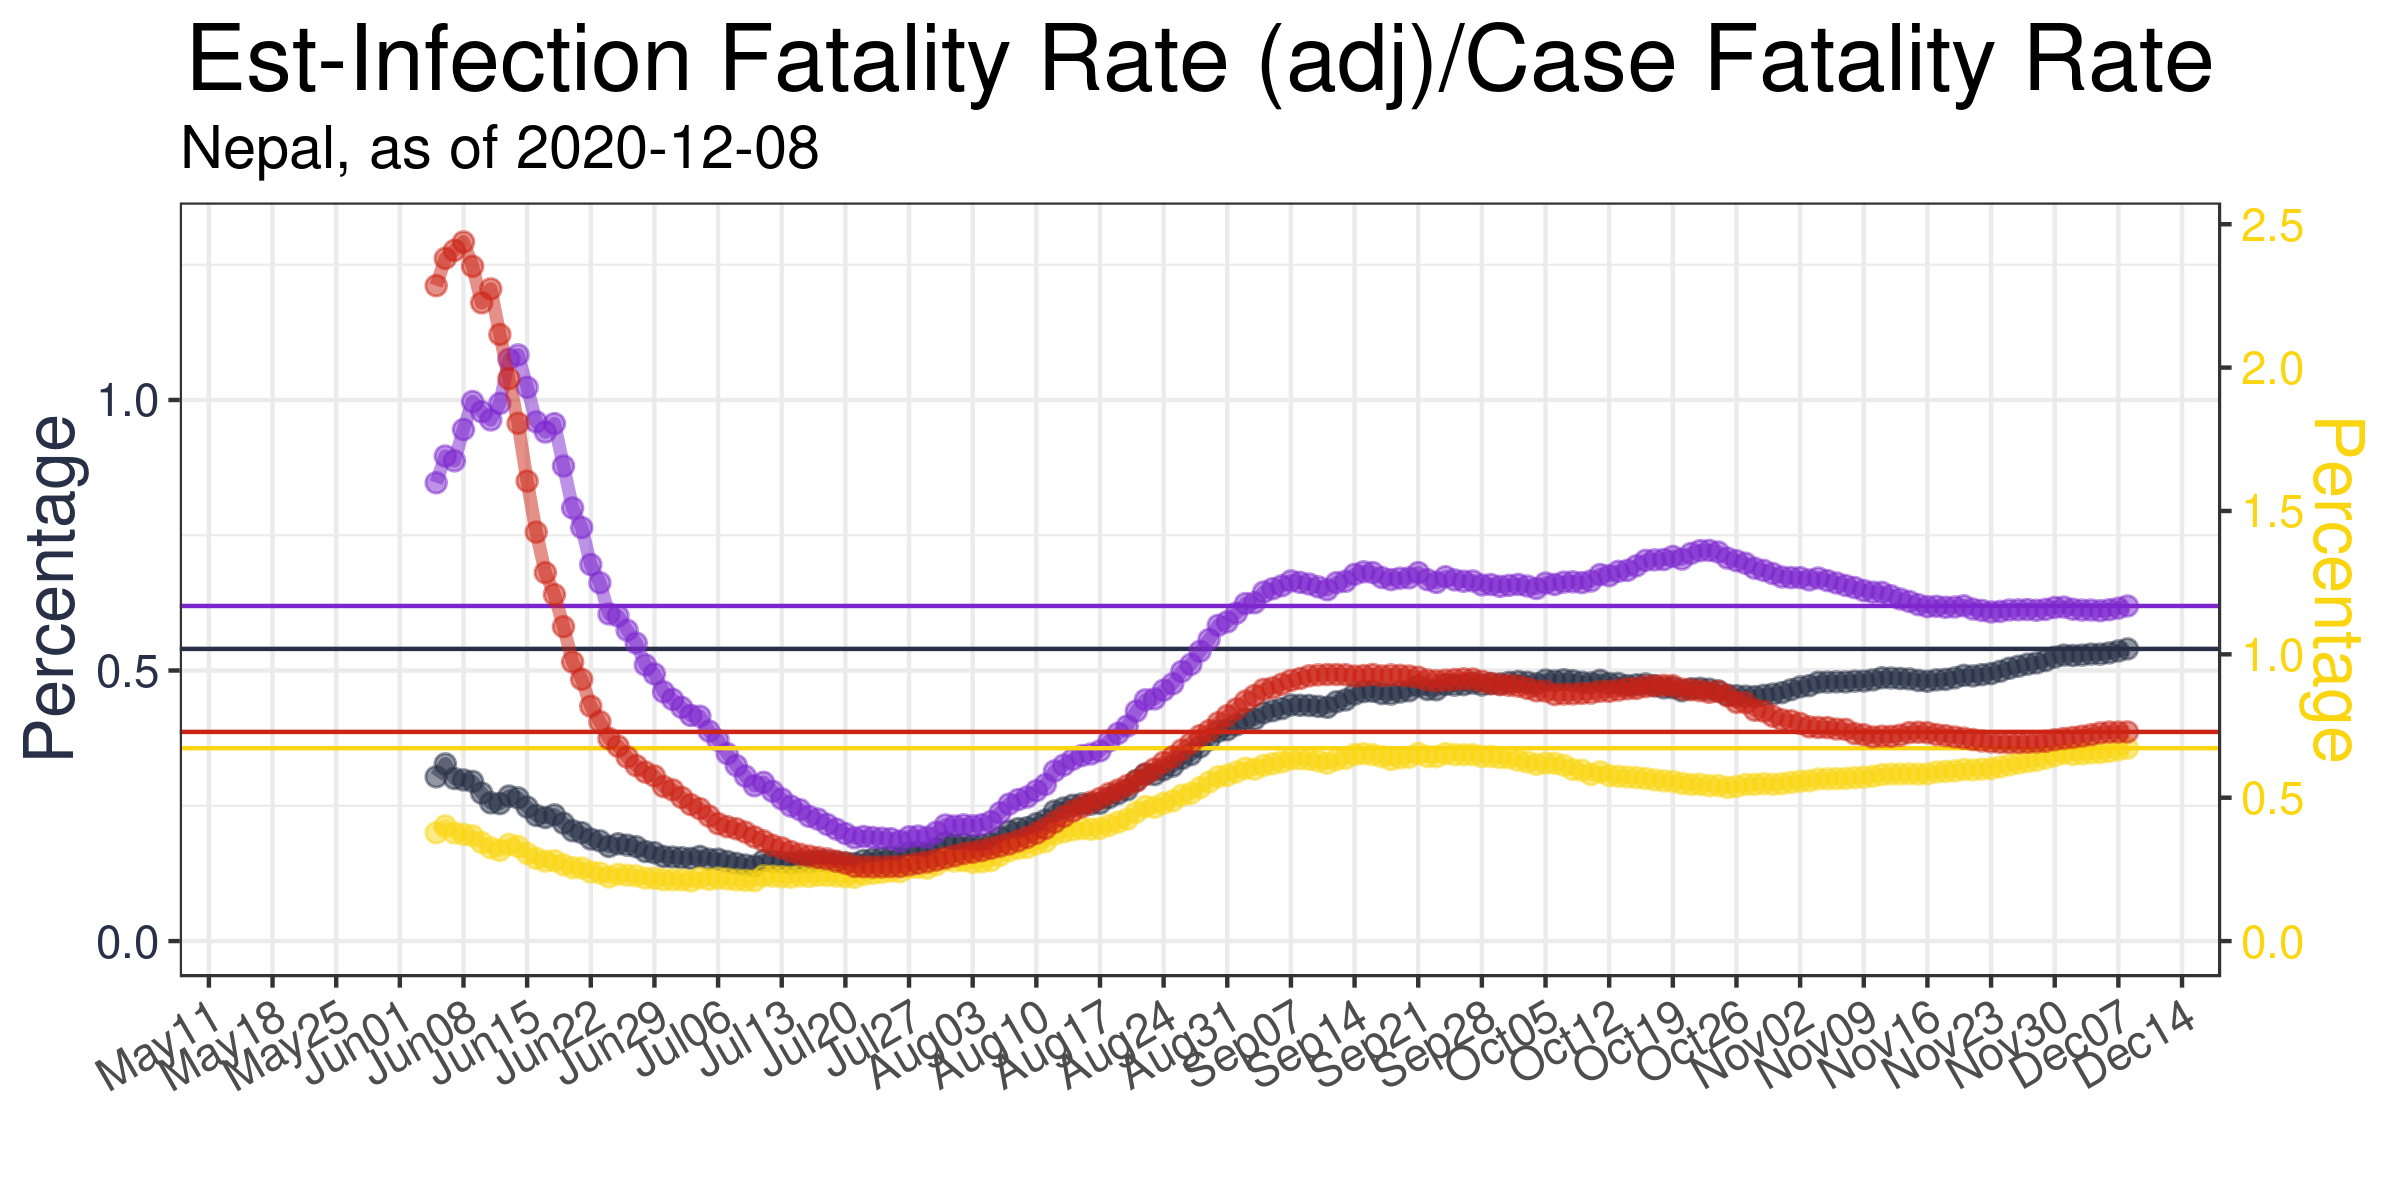 Est-Infection Fatality Rate (adj)/Case Fatality Rate
Nepal, as of 2020-12-08
Percentage
1.0
0.5
0.0
2.5
2.0
1.5
1.0
0.5
0.0
Percentage
May11
May18
May25
Jun01
Jun08
Jun15
Jun22
Jun29
Jul06
Jul13
Jul20
Jul27
Aug03
Aug10
Aug17
Aug24
Aug31
Sep07
Sep14
Sep21
Sep28
Oct05
Oct12
Oct19
Oct26
Nov02
Nov09
Nov16
Nov23
Nov30
Dec07
Dec14